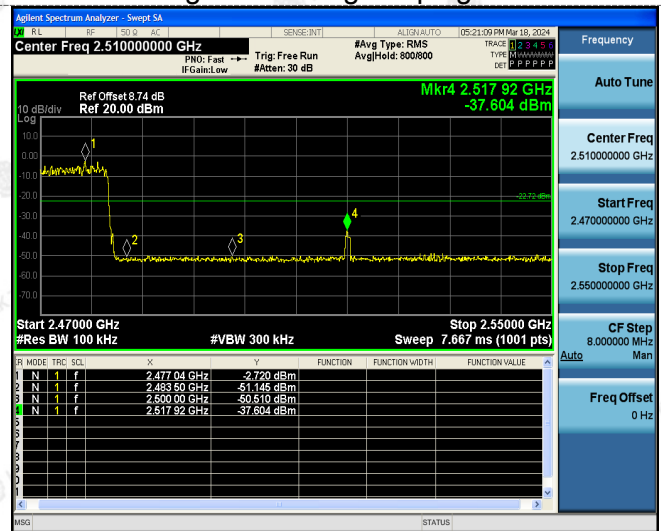 Agilent Spectrum Analyzer - Swept SA
LXI RL RF 50 Ω AC SENSE:INT ALIGN AUTO 05:21:09 PM Mar 18, 2024
Center Freq 2.510000000 GHz
PNO: Fast
IFGain:Low
Trig: Free Run
#Atten: 30 dB
#Avg Type: RMS
Avg|Hold: 800/800
TRACE 1 2 3 4 5 6
TYPE M WWWWW
DET P P P P P P
Ref Offset 8.74 dB
Ref 20.00 dBm
Mkr4 2.517 92 GHz
-37.604 dBm
10 dB/div
Log
10.0
0.00
-10.0
-20.0
-30.0
-40.0
-50.0
-60.0
-70.0
1
2
3
4
-22.72 dBm
Start 2.47000 GHz
Stop 2.55000 GHz
#Res BW 100 kHz
#VBW 300 kHz
Sweep 7.667 ms (1001 pts)
MODE TRC SCL X Y FUNCTION FUNCTION WIDTH FUNCTION VALUE
1 N 1 f 2.477 04 GHz -2.720 dBm
2 N 1 f 2.483 50 GHz -51.145 dBm
3 N 1 f 2.500 00 GHz -50.510 dBm
4 N 1 f 2.517 92 GHz -37.604 dBm
5
6
7
8
9
MSG
STATUS
Frequency
Auto Tune
Center Freq
2.510000000 GHz
Start Freq
2.470000000 GHz
Stop Freq
2.550000000 GHz
CF Step
8.000000 MHz
Auto Man
Freq Offset
0 Hz